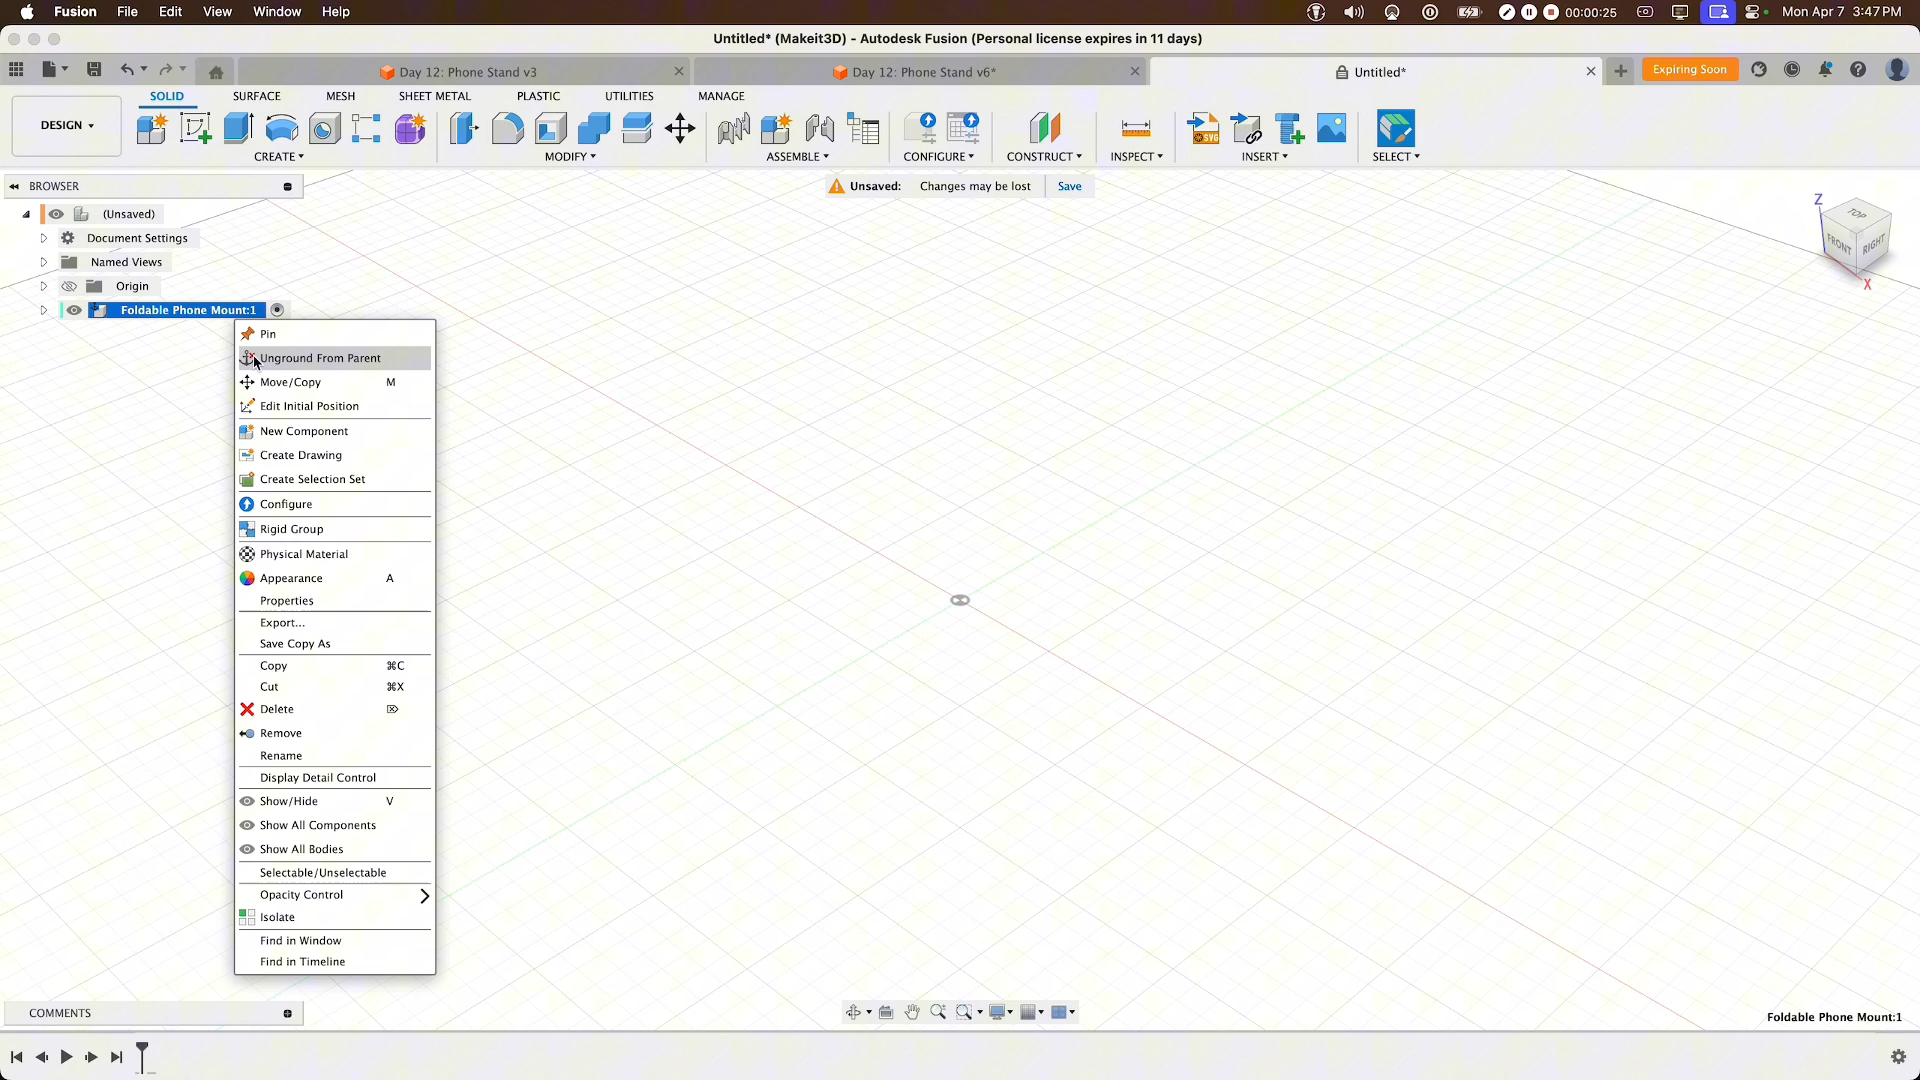 Fusion File Edit View Window Help 00:00:25 Mon Apr 7 3:47 PM
Untitled* (Makeit3D) - Autodesk Fusion (Personal license expires in 11 days)
Day 12: Phone Stand v3 Day 12: Phone Stand v6* Untitled* Expiring Soon
SOLID SURFACE MESH SHEET METAL PLASTIC UTILITIES MANAGE
DESIGN
CREATE MODIFY ASSEMBLE CONFIGURE CONSTRUCT INSPECT INSERT SELECT
SVG
BROWSER
Unsaved: Changes may be lost Save
(Unsaved)
Document Settings
Named Views
Origin
Foldable Phone Mount:1
Z
TOP
FRONT RIGHT
X
Pin
Unground From Parent
Move/Copy M
Edit Initial Position
New Component
Create Drawing
Create Selection Set
Configure
Rigid Group
Physical Material
Appearance A
Properties
Export...
Save Copy As
Copy ⌘C
Cut ⌘X
Delete ⌦
Remove
Rename
Display Detail Control
Show/Hide V
Show All Components
Show All Bodies
Selectable/Unselectable
Opacity Control
Isolate
Find in Window
Find in Timeline
COMMENTS
Foldable Phone Mount:1